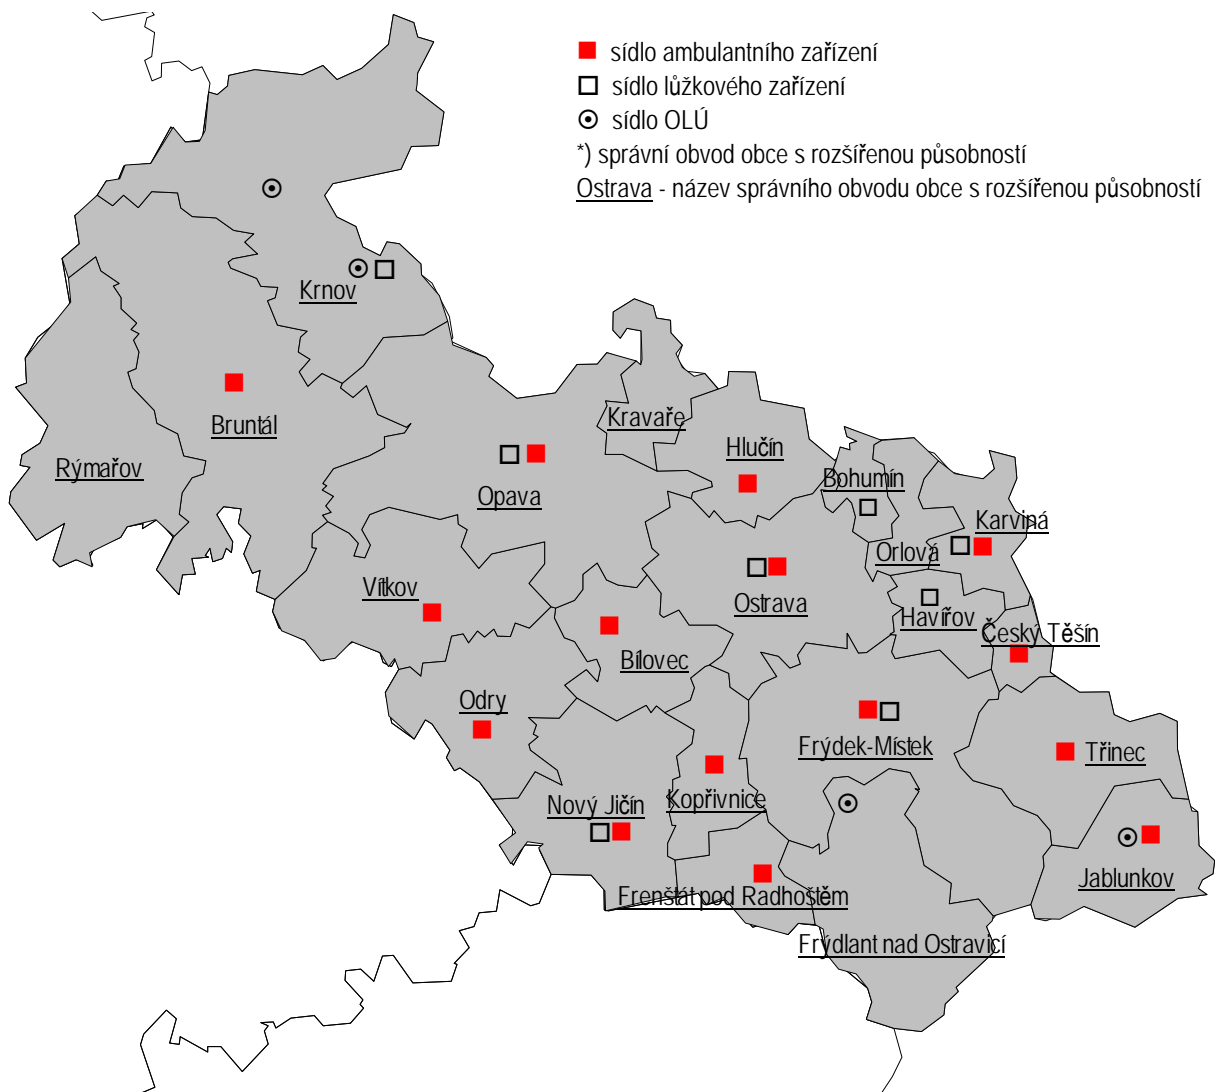 sídlo ambulantního zařízení
sídlo lůžkového zařízení
sídlo OLÚ
*) správní obvod obce s rozšířenou působností
Ostrava - název správního obvodu obce s rozšířenou působností
Krnov
Bruntál
Rýmařov
Kravaře
Hlučín
Opava
Bohumín
Karviná
Orlová
Vítkov
Ostrava
Havířov
Český Těšín
Bílovec
Odry
Frýdek-Místek
Třinec
Nový Jičín
Kopřivnice
Jablunkov
Frenštát pod Radhoštěm
Frýdlant nad Ostravicí